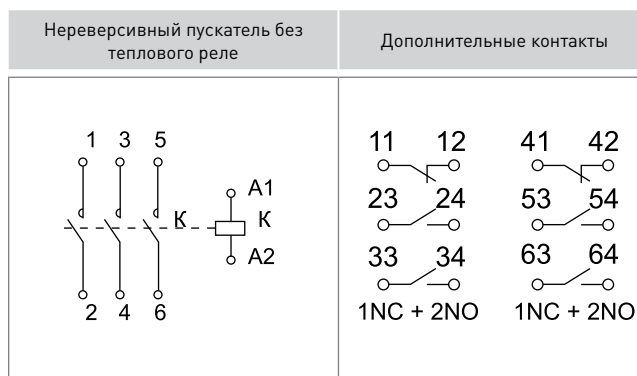 Нереверсивный пускатель без
теплового реле
Дополнительные контакты
1 3 5
A1
К К
A2
2 4 6
11 12 41 42
23 24 53 54
33 34 63 64
1NC + 2NO 1NC + 2NO